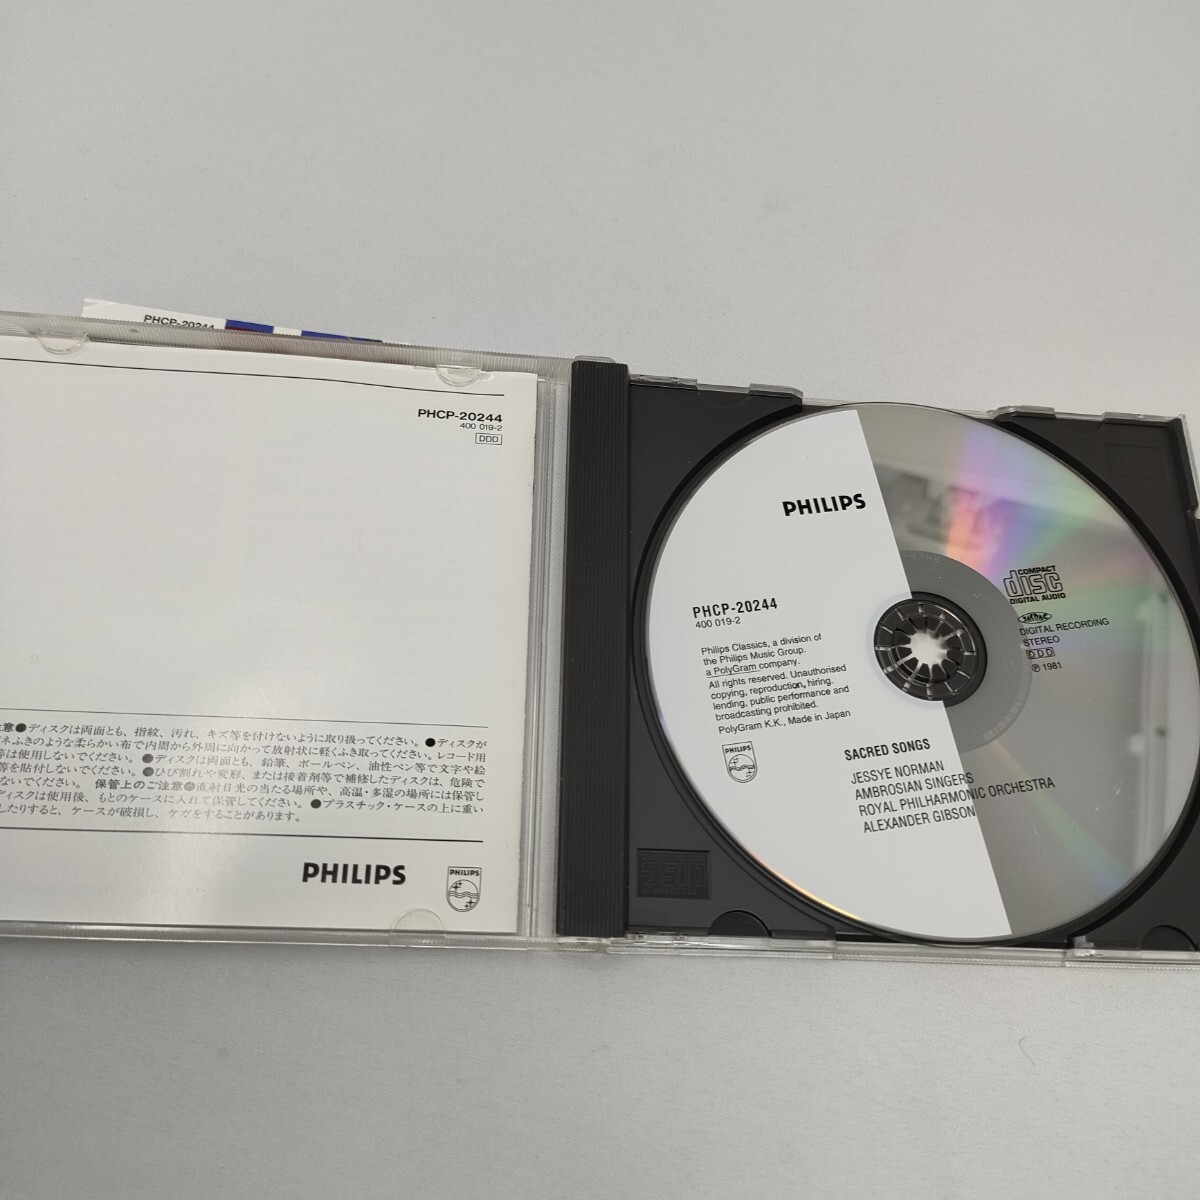 PHCP-20244
PHCP-20244
400 019-2
DDD
注意●ディスクは両面とも、指紋、汚れ、キズ等を付けないように取り扱ってください。●ディスクが
ネふきのような柔らかい布で内周から外周に向かって放射状に軽くふき取ってください。レコード用
等は使用しないでください。●ディスクは両面とも、鉛筆、ボールペン、油性ペン等で文字や絵
等を貼付しないでください。●ひび割れや変形、または接着剤等で補修したディスクは、危険で
ないでください。 保管上のご注意●直射日光の当たる場所や、高温・多湿の場所には保管し
ディスクは使用後、もとのケースに入れて保管してください。●プラスチック・ケースの上に重い
したりすると、ケースが破損し、ケガをすることがあります。
PHILIPS
PHILIPS
PHILIPS
PHCP-20244
400 019-2
Philips Classics, a division of
the Philips Music Group.
a PolyGram company.
All rights reserved. Unauthorised
copying, reproduction, hiring.
lending, public performance and
broadcasting prohibited.
PolyGram K.K., Made in Japan
PHILIPS
COMPACT
disc
DIGITAL AUDIO
DIGITAL RECORDING
STEREO
DDD
℗ 1981
SACRED SONGS
JESSYE NORMAN
AMBROSIAN SINGERS
ROYAL PHILHARMONIC ORCHESTRA
ALEXANDER GIBSON